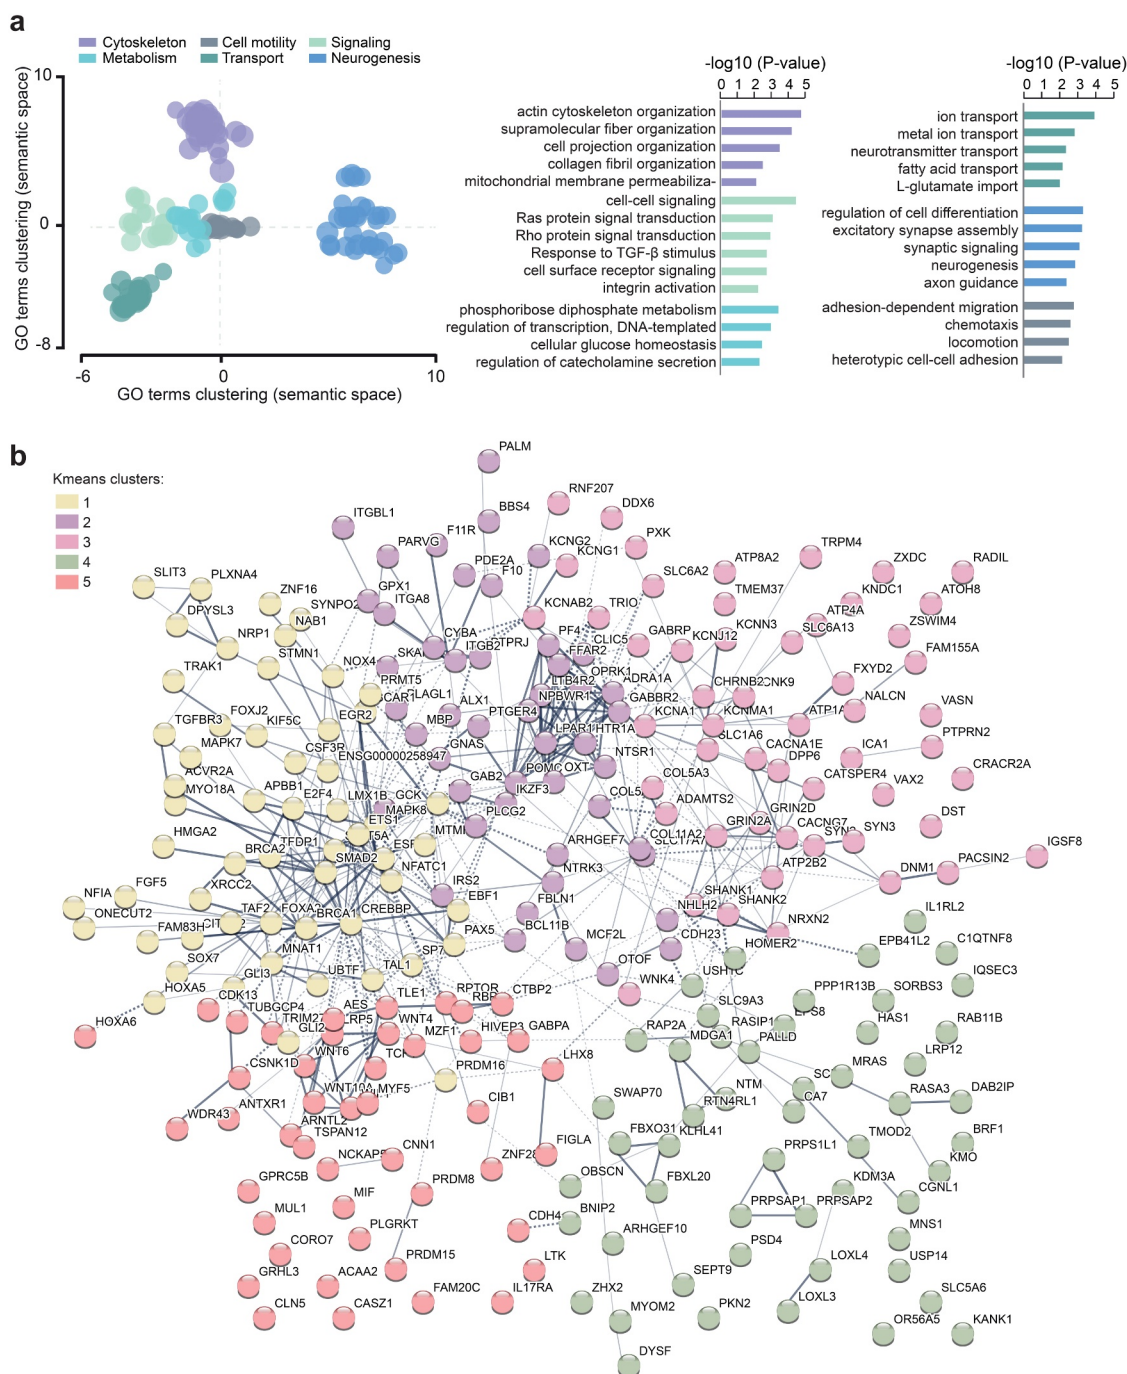 a
Cytoskeleton
Cell motility
Signaling
Metabolism
Transport
Neurogenesis
GO terms clustering (semantic space)
10
0
-8
-6
0
10
GO terms clustering (semantic space)
-log10 (P-value)
0 1 2 3 4 5
actin cytoskeleton organization
supramolecular fiber organization
cell projection organization
collagen fibril organization
mitochondrial membrane permeabiliza-
cell-cell signaling
Ras protein signal transduction
Rho protein signal transduction
Response to TGF-β stimulus
cell surface receptor signaling
integrin activation
phosphoribose diphosphate metabolism
regulation of transcription, DNA-templated
cellular glucose homeostasis
regulation of catecholamine secretion
-log10 (P-value)
0 1 2 3 4 5
ion transport
metal ion transport
neurotransmitter transport
fatty acid transport
L-glutamate import
regulation of cell differentiation
excitatory synapse assembly
synaptic signaling
neurogenesis
axon guidance
adhesion-dependent migration
chemotaxis
locomotion
heterotypic cell-cell adhesion
b
Kmeans clusters:
1
2
3
4
5
PALM
RNF207
BBS4
DDX6
ITGBL1
F11R
PARVG
KCNG2
PXK
KCNG1
TRPM4
PDE2A
F10
ATP8A2
ZXDC
RADIL
SLC6A2
SLIT3
PLXNA4
GPX1
ZNF16
ITGA8
KCNAB2
TRIO
TMEM37
KNDC1
ATOH8
SYNPO2
DPYSL3
NAB1
ATP4A
ZSWIM4
NRP1
CYBA
PF4
CLIC5
GABRP
KCNJ12
KCNN3
SLC6A13
STMN1
ITGB2
FFAR2
FAM155A
NOX4
TRAK1
PRMT5
LTB4R2
OPRK1
ADRA1A
FXYD2
NPBWR1
GABBR2
CHRNB2
NALCN
ALX1
PTGER4
KCNA1
KCNMA1
VASN
TGFBR3
FOXJ2
KIF5C
EGR2
MBP
LPAR1
HTR1A
SLC1A6
CACNA1E
DPP6
ICA1
PTPRN2
MAPK7
CSF3R
ENSG00000258947
GNAS
NTSR1
COL5A3
CATSPER4
VAX2
CRACR2A
ACVR2A
MYO18A
APBB1
E2F4
LMX1B
GCK
GAB2
POMC
OXT
IKZF3
MAPK8
PLCG2
ADAMTS2
GRIN2A
GRIN2D
CACNG7
DST
ETS1
HMGA2
BRCA2
TFDP1
SMAD2
NFATC1
ARHGEF7
COL11A2
SYN3
IGSF8
NTRK3
ATP2B2
DNM1
PACSIN2
FGF5
XRCC2
IRS2
EBF1
FBLN1
SHANK1
SHANK2
NFIA
ONECUT2
TAF2
BRCA1
CREBBP
NHLH2
IL1RL2
FAM83H
MNAT1
PAX5
BCL11B
MCF2L
CDH23
NRXN2
HOMER2
EPB41L2
C1QTNF8
SOX7
GLI3
UBTF
TAL1
OTOF
WNK4
IQSEC3
HOXA5
CDK13
TLE1
RPTOR
CTBP2
SLC9A3
PPP1R13B
SORBS3
HOXA6
TUBGCP4
AES
WNT4
MZF1
HIVEP3
GABPA
RAP2A
MDGA1
RASIP1
PALLD
HAS1
RAB11B
GLI2
WNT6
LHX8
MRAS
LRP12
CSNK1D
PRDM16
SWAP70
NTM
RTN4RL1
CA7
RASA3
DAB2IP
WNT10A
MYF5
WDR43
ANTXR1
ARNTL2
CIB1
TSPAN12
FIGLA
FBXO31
KLHL41
TMOD2
BRF1
CNN1
PRPS1L1
KMO
OBSCN
FBXL20
KDM3A
CGNL1
GPRC5B
PRDM8
PRPSAP1
PRPSAP2
MUL1
MIF
BNIP2
MNS1
PLGRKT
ARHGEF10
PSD4
CORO7
PRDM15
LTK
LOXL4
USP14
GRHL3
ACAA2
SEPT9
FAM20C
IL17RA
ZHX2
LOXL3
SLC5A6
CLN5
CASZ1
MYOM2
PKN2
OR56A5
KANK1
DYSF